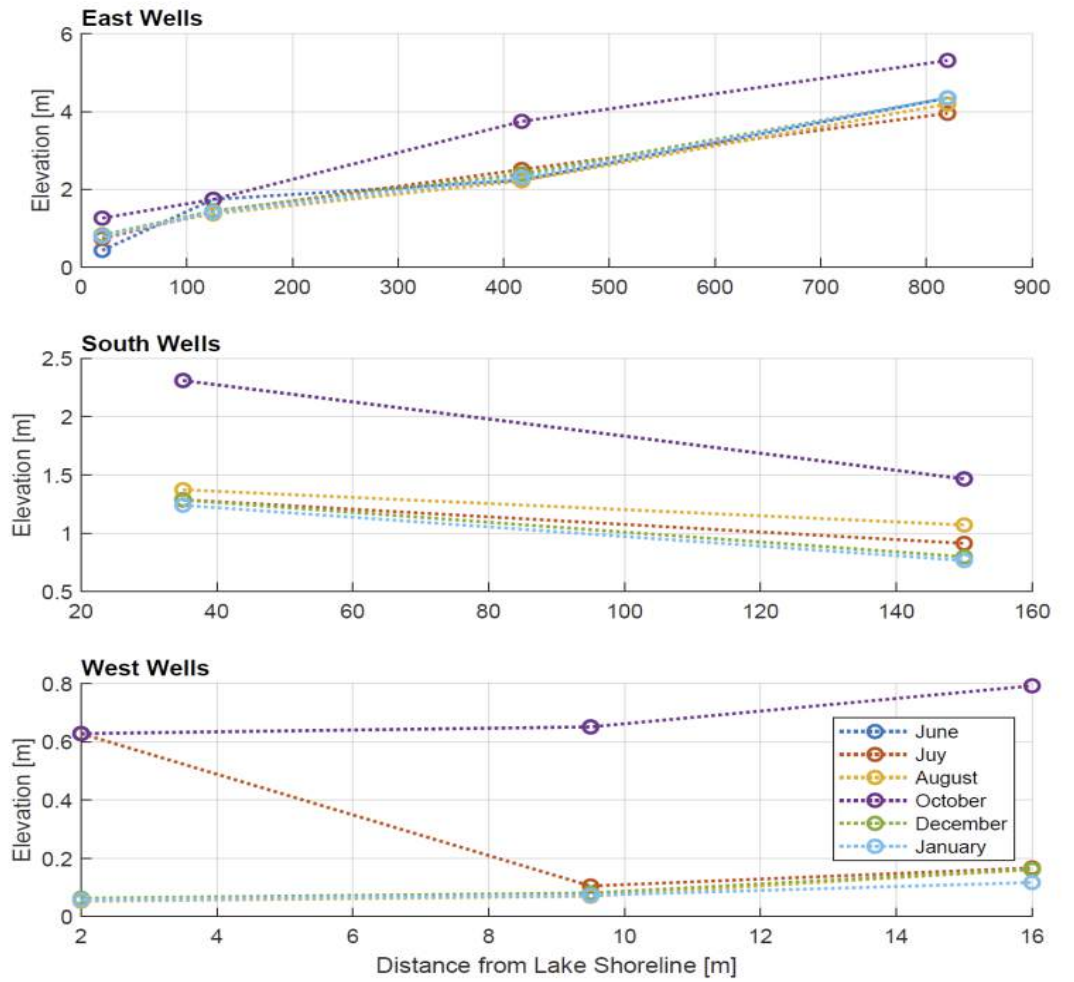 East Wells
6
4
2
0
Elevation [m]
0 100 200 300 400 500 600 700 800 900
South Wells
2.5
2
1.5
1
0.5
Elevation [m]
20 40 60 80 100 120 140 160
West Wells
0.8
0.6
0.4
0.2
0
Elevation [m]
June
Juy
August
October
December
January
2 4 6 8 10 12 14 16
Distance from Lake Shoreline [m]